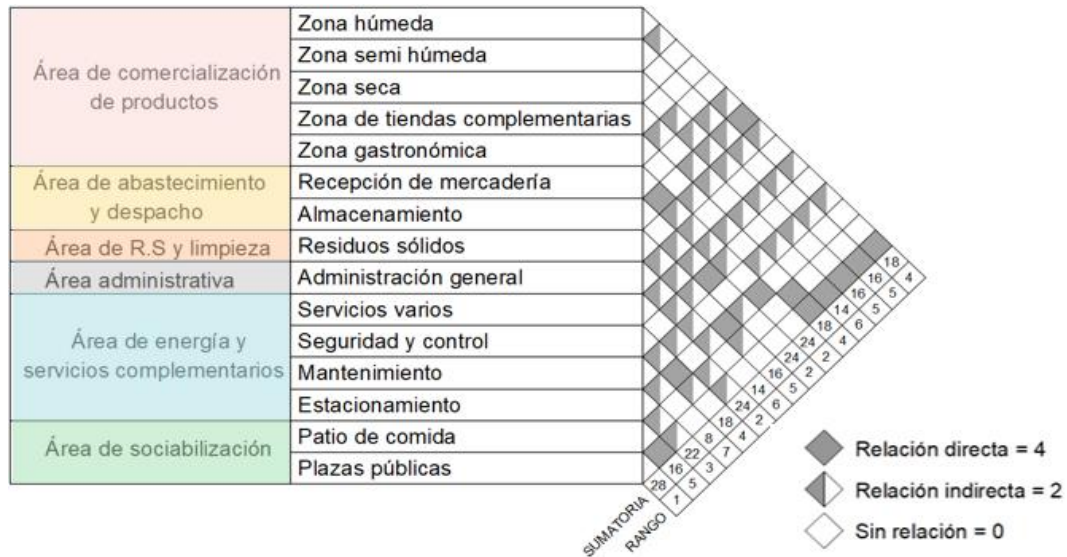 Área de comercialización
de productos
Zona húmeda
Zona semi húmeda
Zona seca
Zona de tiendas complementarias
Zona gastronómica
Área de abastecimiento
y despacho
Recepción de mercadería
Almacenamiento
Área de R.S y limpieza
Residuos sólidos
Área administrativa
Administración general
Área de energía y
servicios complementarios
Servicios varios
Seguridad y control
Mantenimiento
Estacionamiento
Área de sociabilización
Patio de comida
Plazas públicas
18 4
16 5
16 5
14 6
18 4
24 2
24 2
16 5
14 6
24 2
18 4
8 7
22 3
16 5
28 1
SUMATORIA
RANGO
Relación directa = 4
Relación indirecta = 2
Sin relación = 0